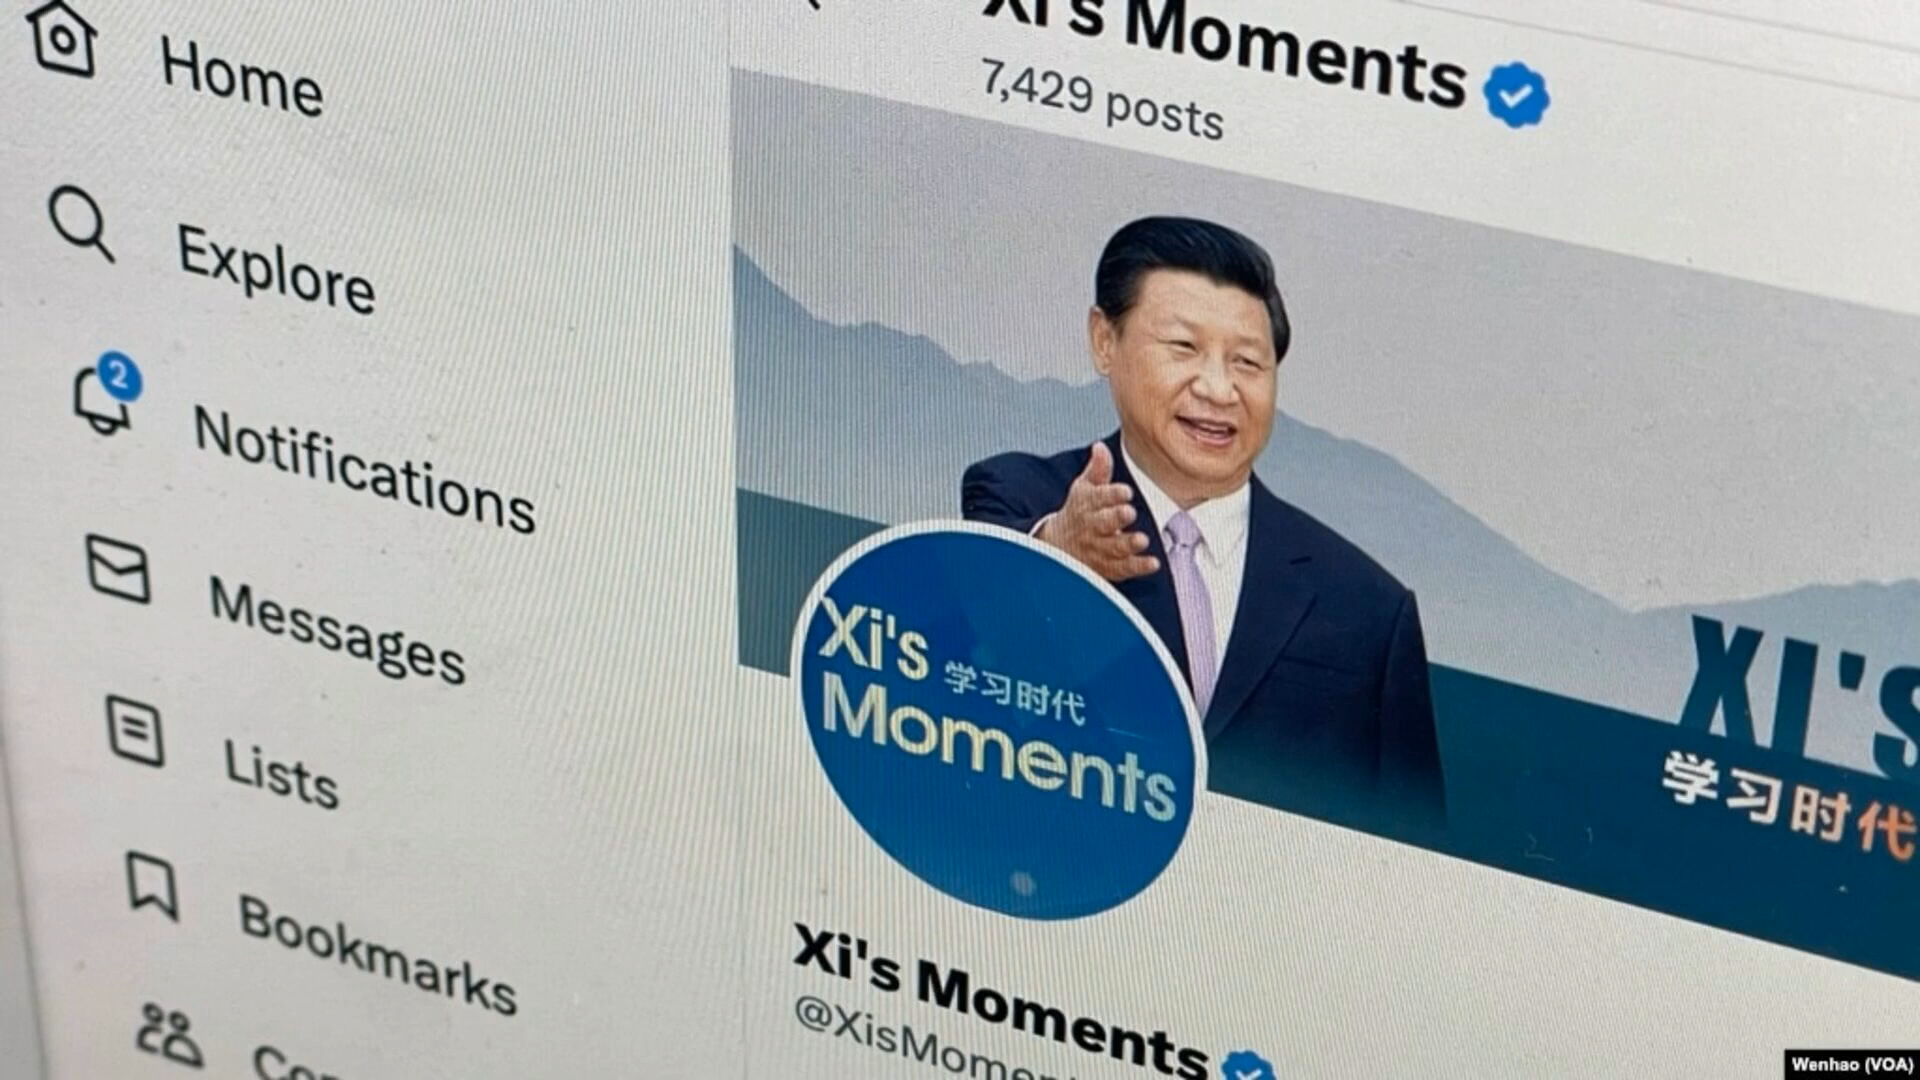 Home
Explore
2
Notifications
Messages
Lists
Bookmarks
Xi's Moments
7,429 posts
XI'S
学习时代
Xi's
学习时代
Moments
Xi's Moments
Wenhao (VOA)